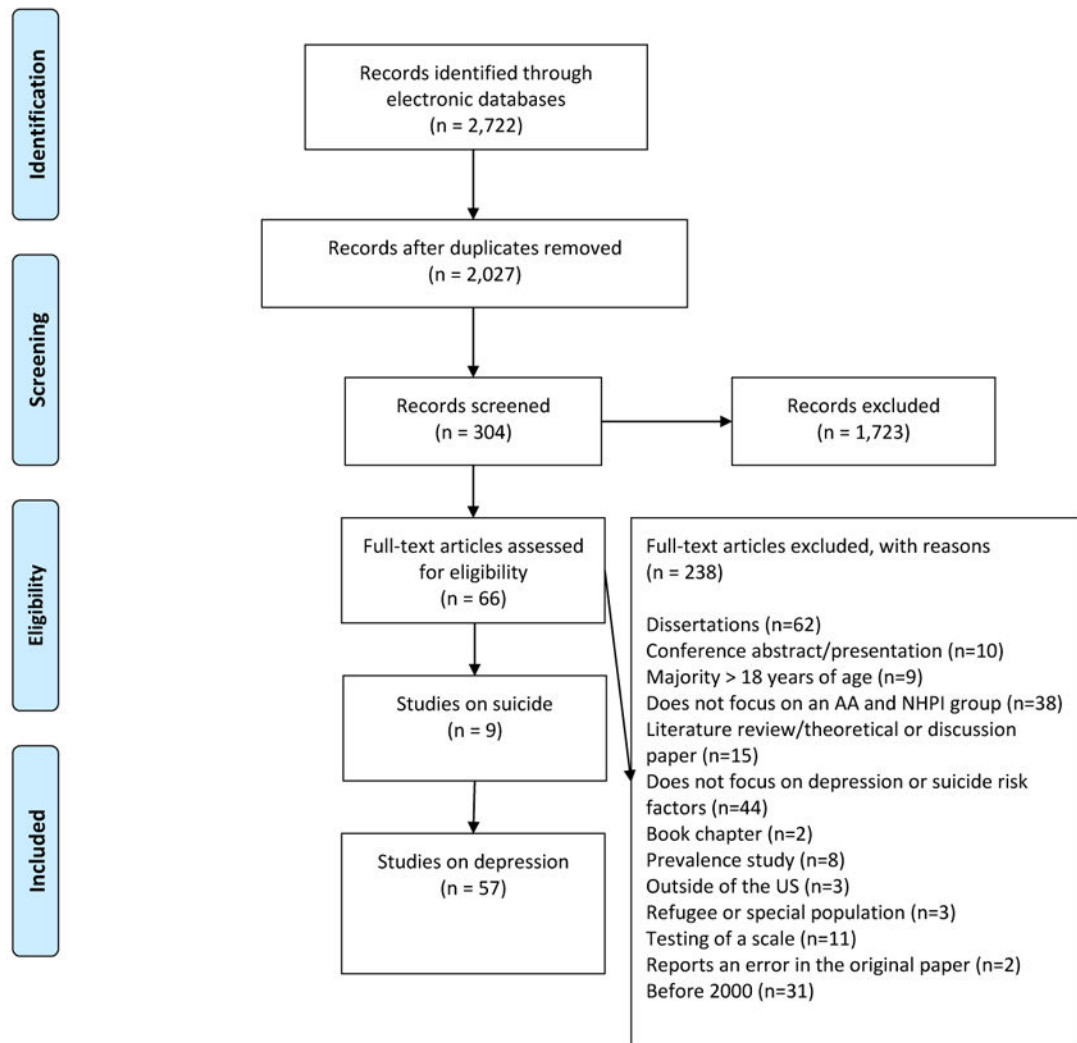 Identification
Records identified through
electronic databases
(n = 2,722)
Records after duplicates removed
(n = 2,027)
Screening
Records screened
(n = 304)
Records excluded
(n = 1,723)
Eligibility
Full-text articles assessed
for eligibility
(n = 66)
Full-text articles excluded, with reasons
(n = 238)
Dissertations (n=62)
Conference abstract/presentation (n=10)
Majority > 18 years of age (n=9)
Does not focus on an AA and NHPI group (n=38)
Literature review/theoretical or discussion
paper (n=15)
Does not focus on depression or suicide risk
factors (n=44)
Book chapter (n=2)
Prevalence study (n=8)
Outside of the US (n=3)
Refugee or special population (n=3)
Testing of a scale (n=11)
Reports an error in the original paper (n=2)
Before 2000 (n=31)
Studies on suicide
(n = 9)
Included
Studies on depression
(n = 57)